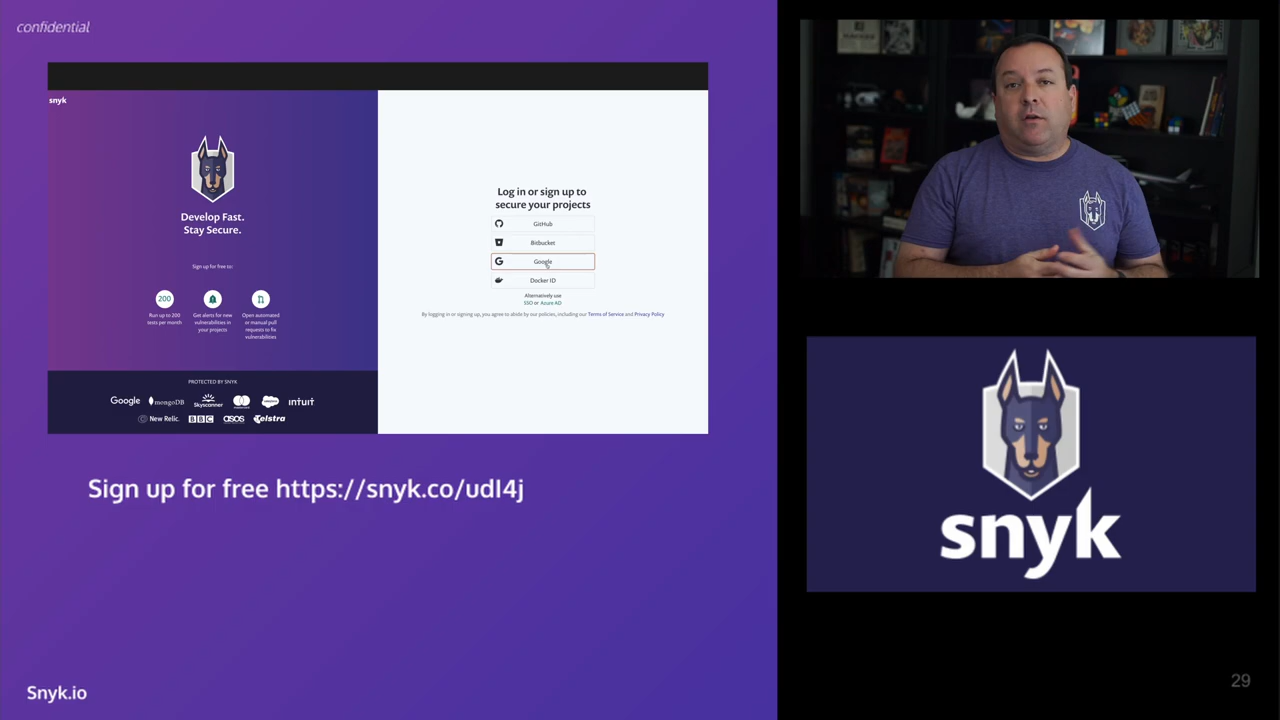 confidential
snyk
Develop Fast.
Stay Secure.
Sign up for free to:
200
Run up to 200
tests per month
Get alerts for new
vulnerabilities in
your projects
Open automated
or manual pull
requests to fix
vulnerabilities
PROTECTED BY SNYK
Google
mongoDB
Skyscanner
salesforce
intuit
New Relic.
BBC
asos
Telstra
Log in or sign up to
secure your projects
GitHub
Bitbucket
Google
Docker ID
Alternatively use
SSO or Azure AD
By logging in or signing up, you agree to abide by our policies, including our Terms of Service and Privacy Policy
Sign up for free https://snyk.co/udI4j
Snyk.io
snyk
29